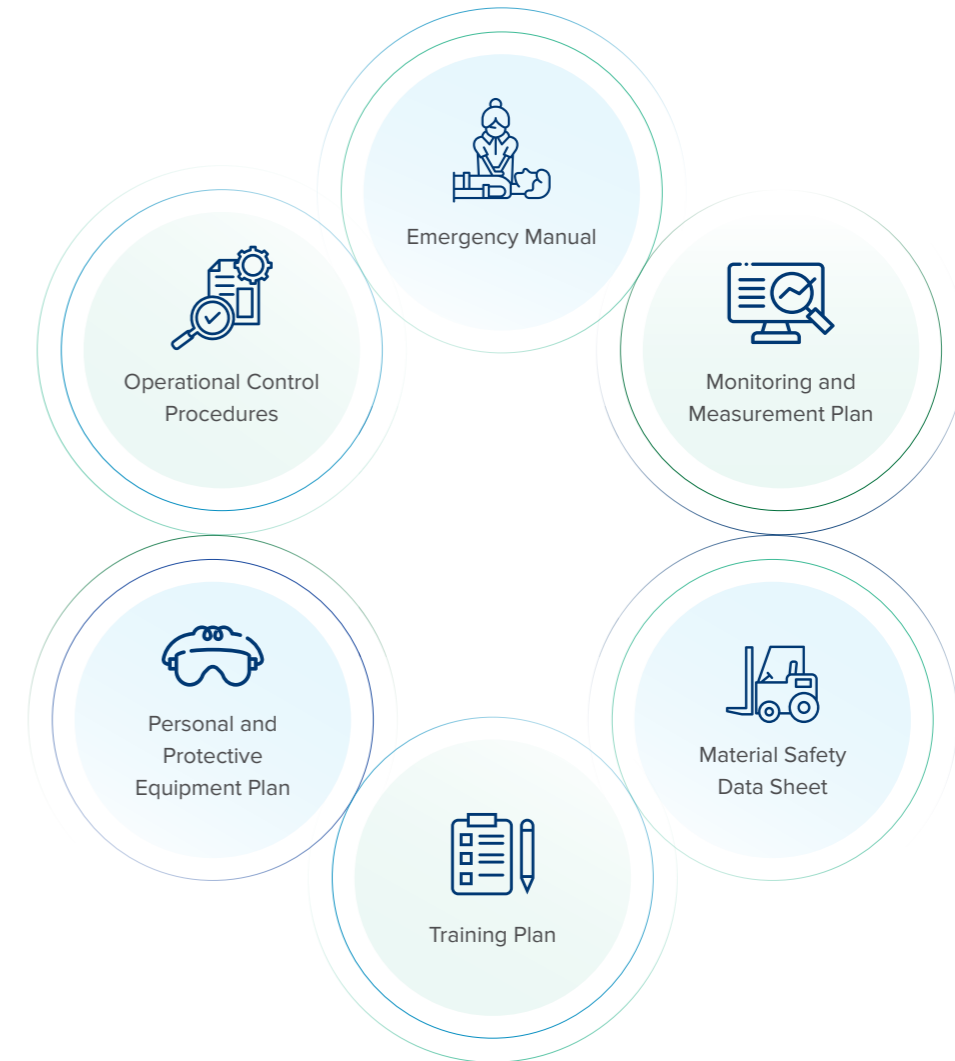 Emergency Manual
Operational Control
Procedures
Monitoring and
Measurement Plan
Personal and
Protective
Equipment Plan
Material Safety
Data Sheet
Training Plan